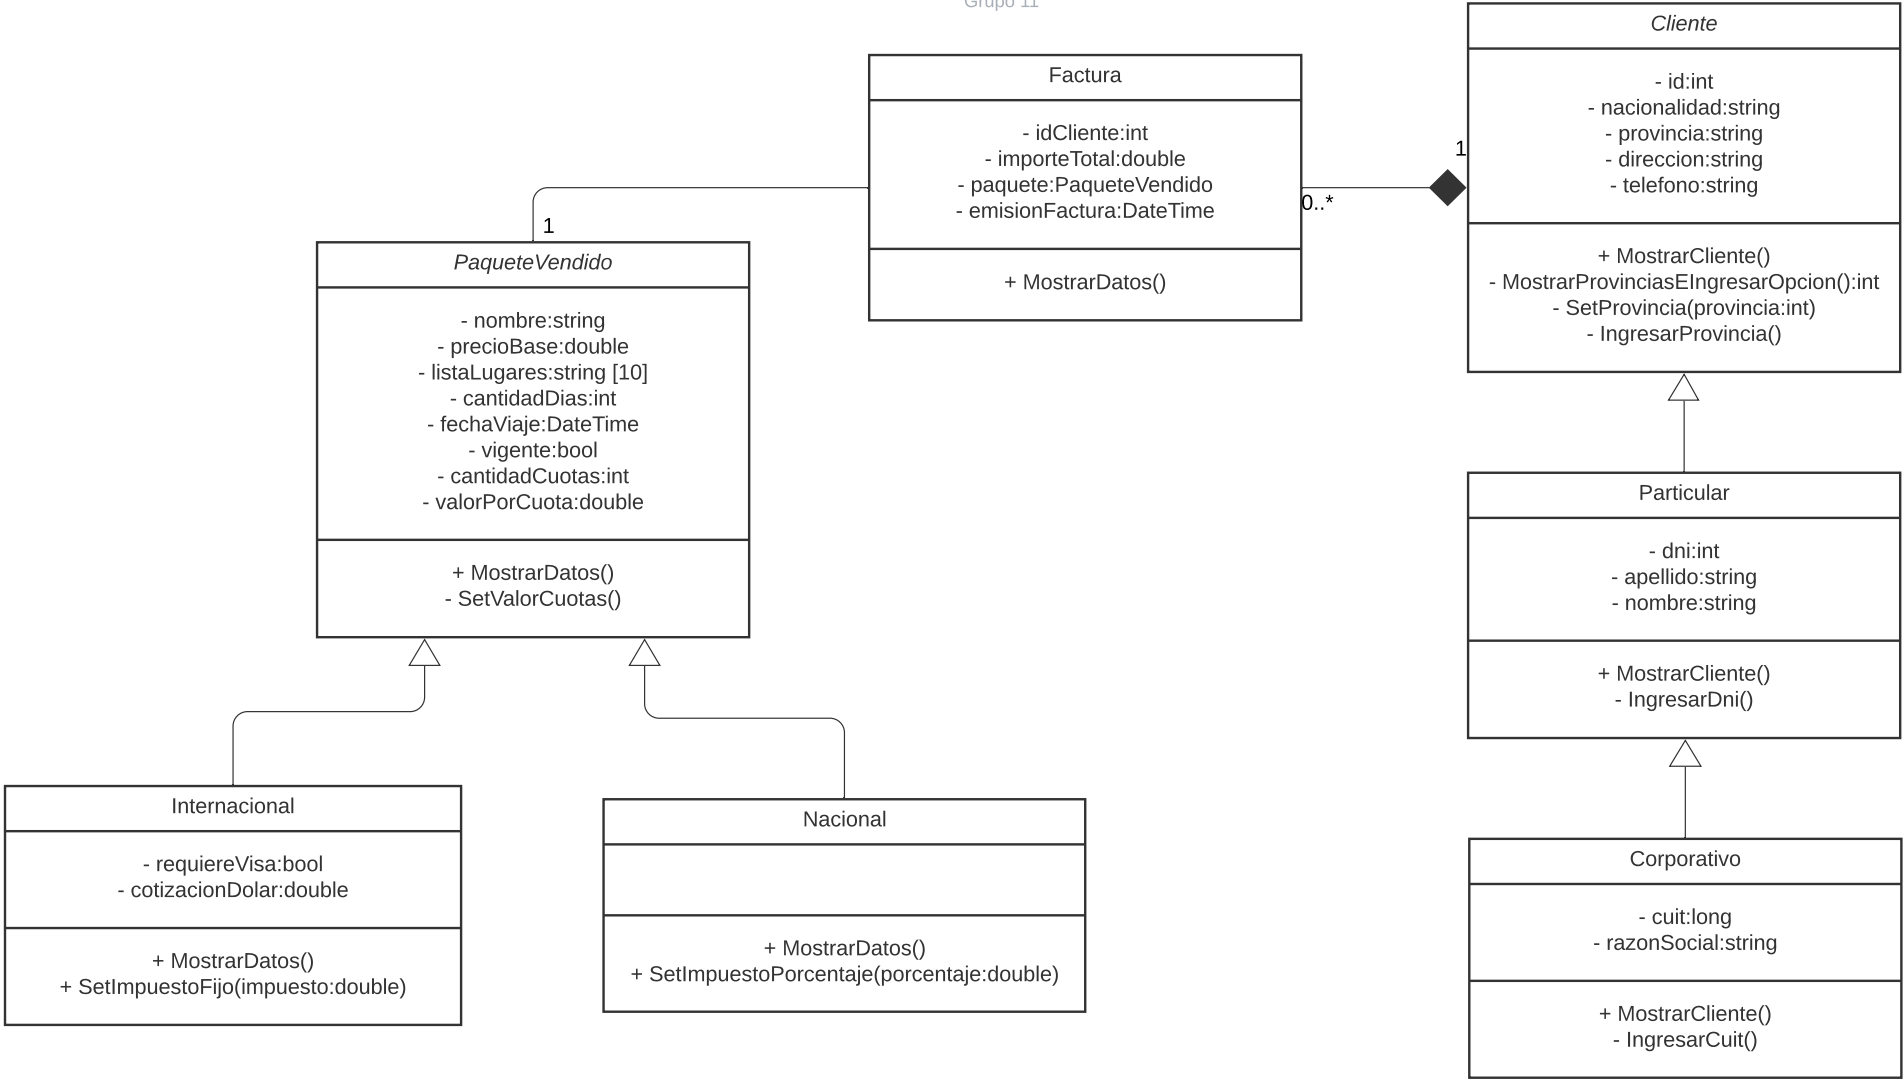 Grupo 11
Cliente
- id:int
- nacionalidad:string
- provincia:string
- direccion:string
- telefono:string
+ MostrarCliente()
- MostrarProvinciasEIngresarOpcion():int
- SetProvincia(provincia:int)
- IngresarProvincia()
Factura
- idCliente:int
- importeTotal:double
- paquete:PaqueteVendido
- emisionFactura:DateTime
+ MostrarDatos()
1
0..*
1
PaqueteVendido
- nombre:string
- precioBase:double
- listaLugares:string [10]
- cantidadDias:int
- fechaViaje:DateTime
- vigente:bool
- cantidadCuotas:int
- valorPorCuota:double
+ MostrarDatos()
- SetValorCuotas()
Particular
- dni:int
- apellido:string
- nombre:string
+ MostrarCliente()
- IngresarDni()
Internacional
- requiereVisa:bool
- cotizacionDolar:double
+ MostrarDatos()
+ SetImpuestoFijo(impuesto:double)
Nacional
+ MostrarDatos()
+ SetImpuestoPorcentaje(porcentaje:double)
Corporativo
- cuit:long
- razonSocial:string
+ MostrarCliente()
- IngresarCuit()